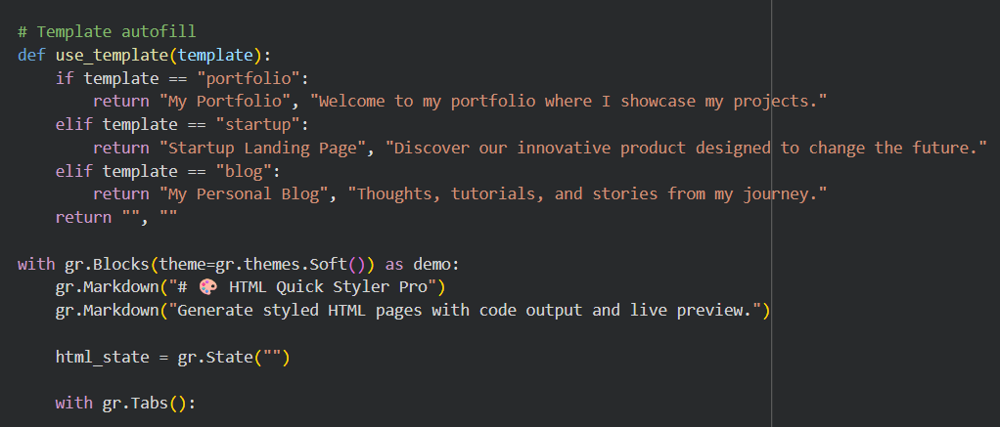 # Template autofill
def use_template(template):
    if template == "portfolio":
        return "My Portfolio", "Welcome to my portfolio where I showcase my projects."
    elif template == "startup":
        return "Startup Landing Page", "Discover our innovative product designed to change the future."
    elif template == "blog":
        return "My Personal Blog", "Thoughts, tutorials, and stories from my journey."
    return "", ""
with gr.Blocks(theme=gr.themes.Soft()) as demo:
    gr.Markdown("# 🎨 HTML Quick Styler Pro")
    gr.Markdown("Generate styled HTML pages with code output and live preview.")
    html_state = gr.State("")
    with gr.Tabs():